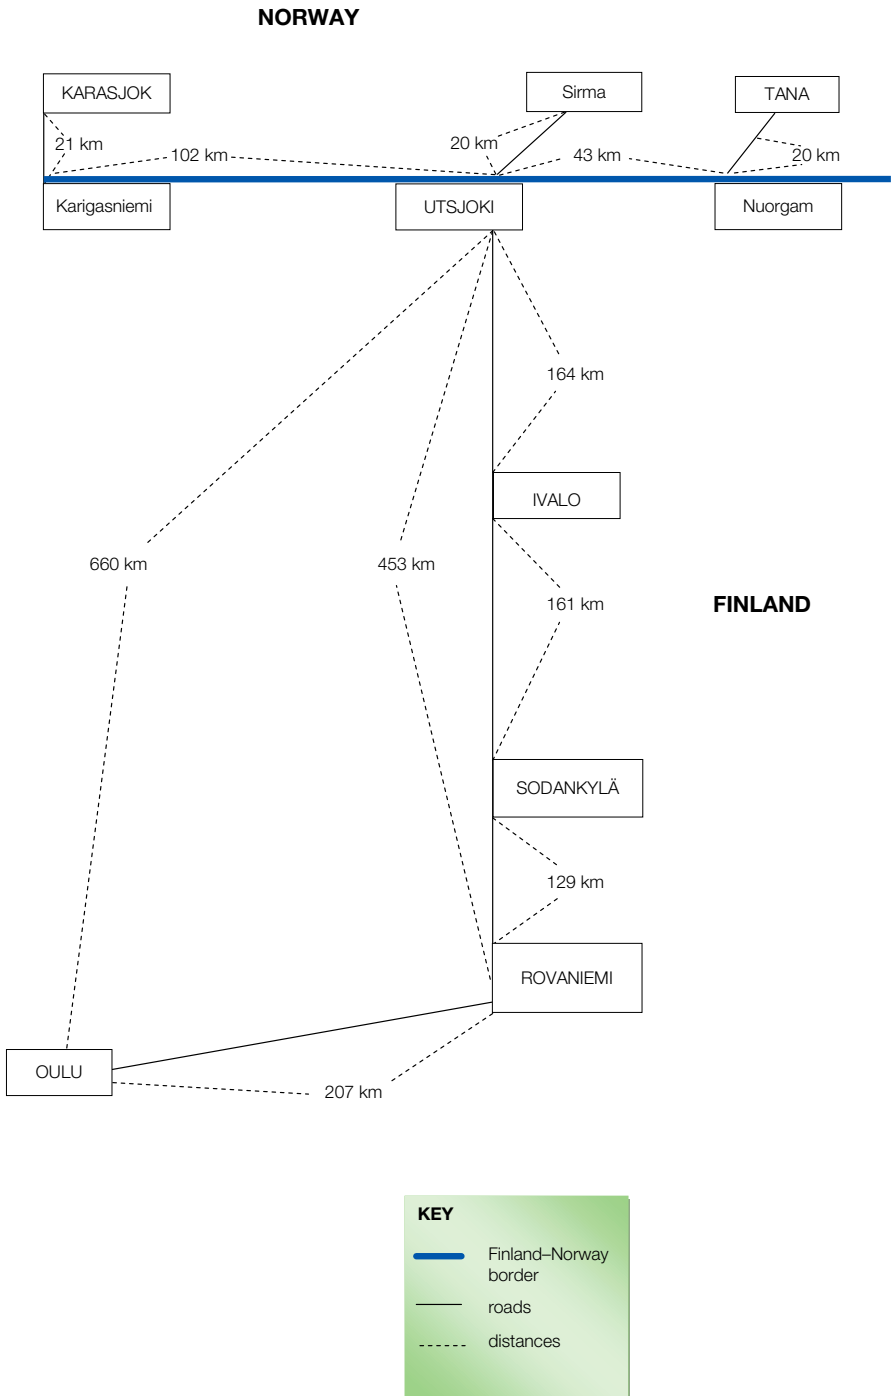 NORWAY
KARASJOK
Sirma
TANA
21 km
102 km
20 km
43 km
20 km
Karigasniemi
UTSJOKI
Nuorgam
164 km
IVALO
660 km
453 km
161 km
FINLAND
SODANKYLÄ
129 km
ROVANIEMI
OULU
207 km
KEY
Finland–Norway
border
roads
distances